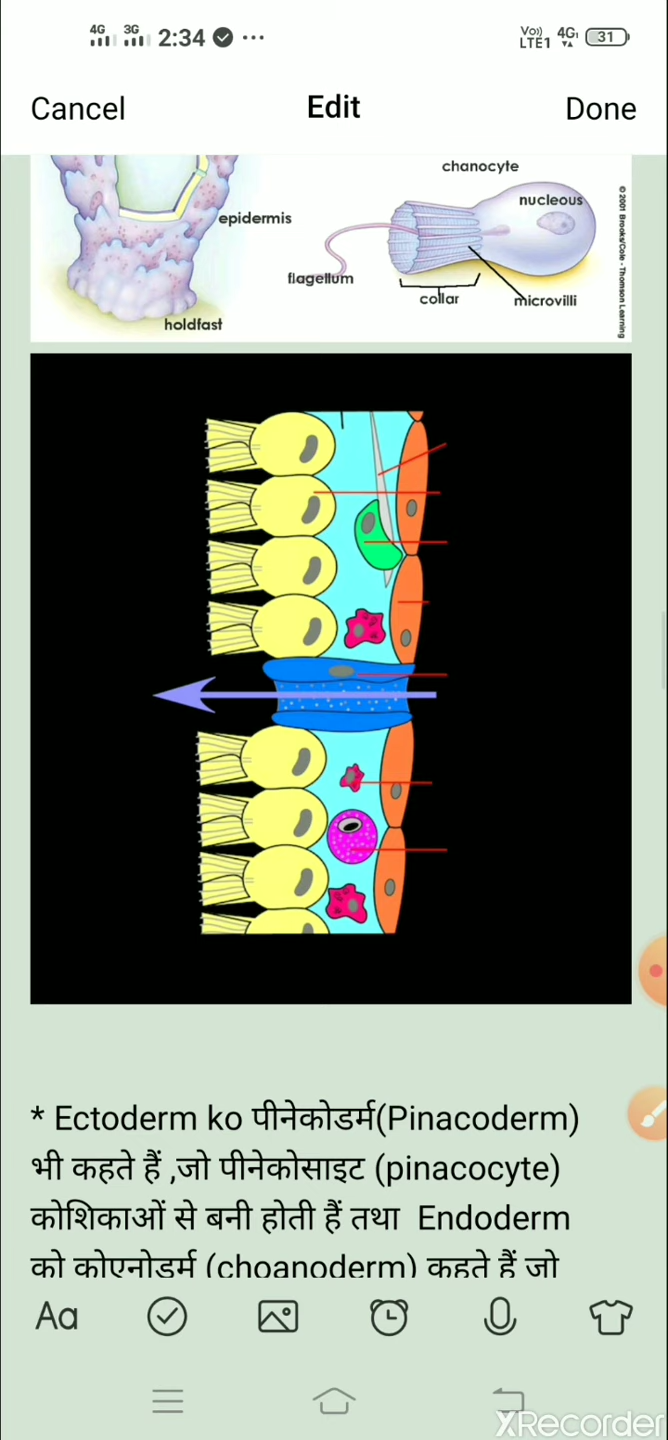 4G 3G 2:34 ... Vo)) LTE1 4G 31
Cancel Edit Done
chanocyte
nucleous
epidermis
flagellum
collar
microvilli
holdfast
© 2001 Brooks/Cole - Thomson Learning
* Ectoderm ko पीनेकोडर्म(Pinacoderm)
भी कहते हैं ,जो पीनेकोसाइट (pinacocyte)
कोशिकाओं से बनी होती हैं तथा Endoderm
को कोएनोडर्म (choanoderm) कहते हैं जो
Aa
XRecorder